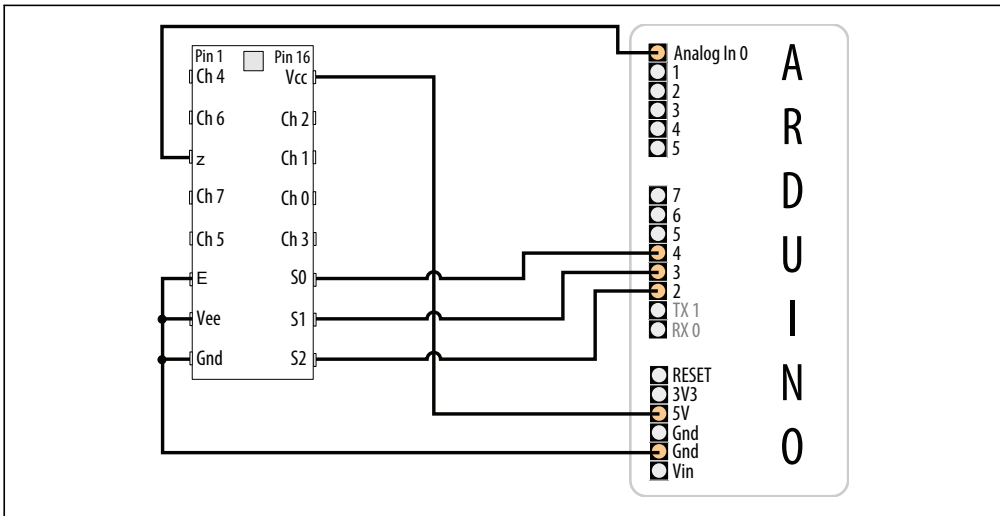 Pin 1 Pin 16
Ch 4 Vcc
Ch 6 Ch 2
z Ch 1
Ch 7 Ch 0
Ch 5 Ch 3
E S0
Vee S1
Gnd S2
Analog In 0
1
2
3
4
5
7
6
5
4
3
2
TX 1
RX 0
RESET
3V3
5V
Gnd
Gnd
Vin
ARDUINO